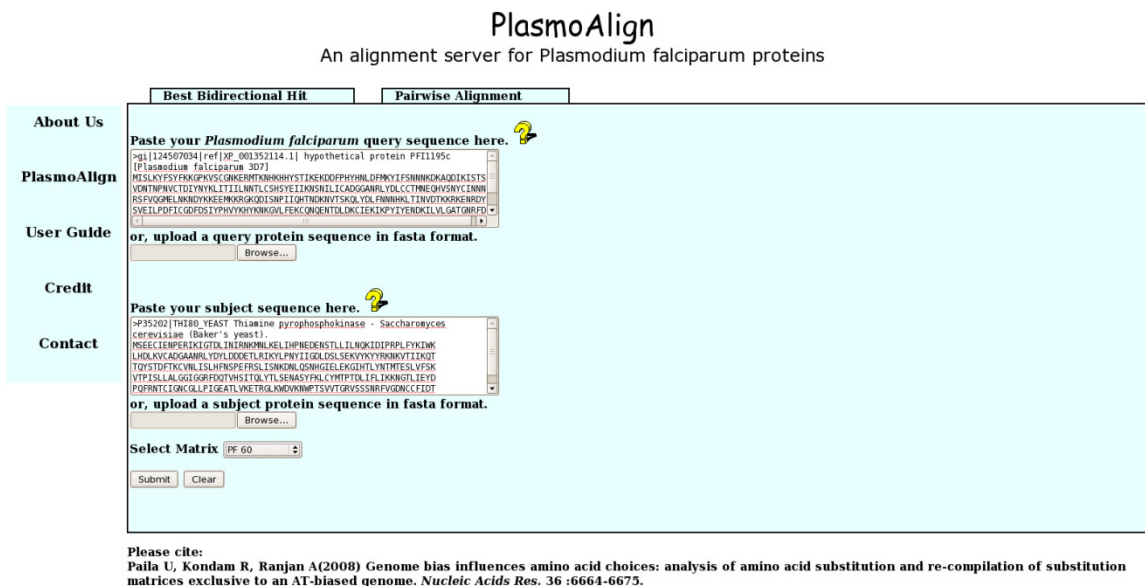 PlasmoAlign
An alignment server for Plasmodium falciparum proteins
Best Bidirectional Hit
Pairwise Alignment
About Us
PlasmoAlign
User Guide
Credit
Contact
Paste your Plasmodium falciparum query sequence here.
>gi|124507034|ref|XP_001352114.1| hypothetical protein PFI1195c
[Plasmodium falciparum 3D7]
MISLKYFSYFKKGPKVSCGNKERMTKNHKHHYSTIKEKDDFPHYHNLDFMKYIFSNNNKDKAQDIKISTS
VDNTNPNVCTDIYNYKLITIILNNTLCSHSYEIIKNSNILICADGGANRLYDLCCTMNEQHVSNYCINNN
RSFVQGMELNKNDYKKEEMKKRGKQDISNPIIQHTNDKNVTSKQLYDLFNNNHKLTINVDTKKRKENRDY
SVEILPDFICGDFDSIYPHVYKHYKNKGVLFEKCQNQENTDLDKCIEKIKPYIYENDKILVLGATGNRFD
or, upload a query protein sequence in fasta format.
Browse...
Paste your subject sequence here.
>P35202|THI80_YEAST Thiamine pyrophosphokinase - Saccharomyces
cerevisiae (Baker's yeast).
MSEECIENPERIKIGTDLINIRNKMNLKELIHPNEDENSTLLILNQKIDIPRPLFYKIWK
LHDLKVCADGAANRLYDYLDDDETLRIKYLPNYIIGDLDSLSEKVYKYYRKNKVTIIKQT
TQYSTDFTKCVNLISLHFNSPEFRSLISNKDNLQSNHGIELEKGIHTLYNTMTESLVFSK
VTPISLLALGGIGGRFDQTVHSITQLYTLSENASYFKLCYMTPTDLIFLIKKNGTLIEYD
PQFRNTCIGNCGLLPIGEATLVKETRGLKWDVKNWPTSVVTGRVSSSNRFVGDNCCFIDT
or, upload a subject protein sequence in fasta format.
Browse...
Select Matrix PF 60
Submit Clear
Please cite:
Paila U, Kondam R, Ranjan A(2008) Genome bias influences amino acid choices: analysis of amino acid substitution and re-compilation of substitution
matrices exclusive to an AT-biased genome. Nucleic Acids Res. 36 :6664-6675.